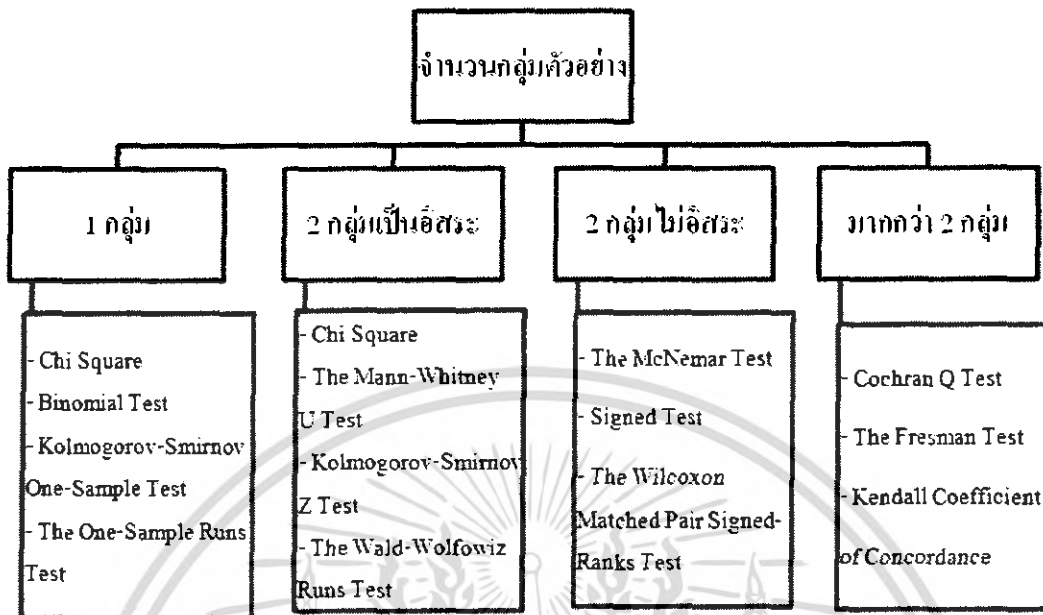 จำนวนกลุ่มตัวอย่าง
1 กลุ่ม
2 กลุ่มเป็นอิสระ
2 กลุ่มไม่อิสระ
มากกว่า 2 กลุ่ม
- Chi Square
- Binomial Test
- Kolmogorov-Smirnov
One-Sample Test
- The One-Sample Runs
Test
- Chi Square
- The Mann-Whitney
U Test
- Kolmogorov-Smirnov
Z Test
- The Wald-Wolfowiz
Runs Test
- The McNemar Test
- Signed Test
- The Wilcoxon
Matched Pair Signed-
Ranks Test
- Cochran Q Test
- The Fresman Test
- Kendall Coefficient
of Concordance